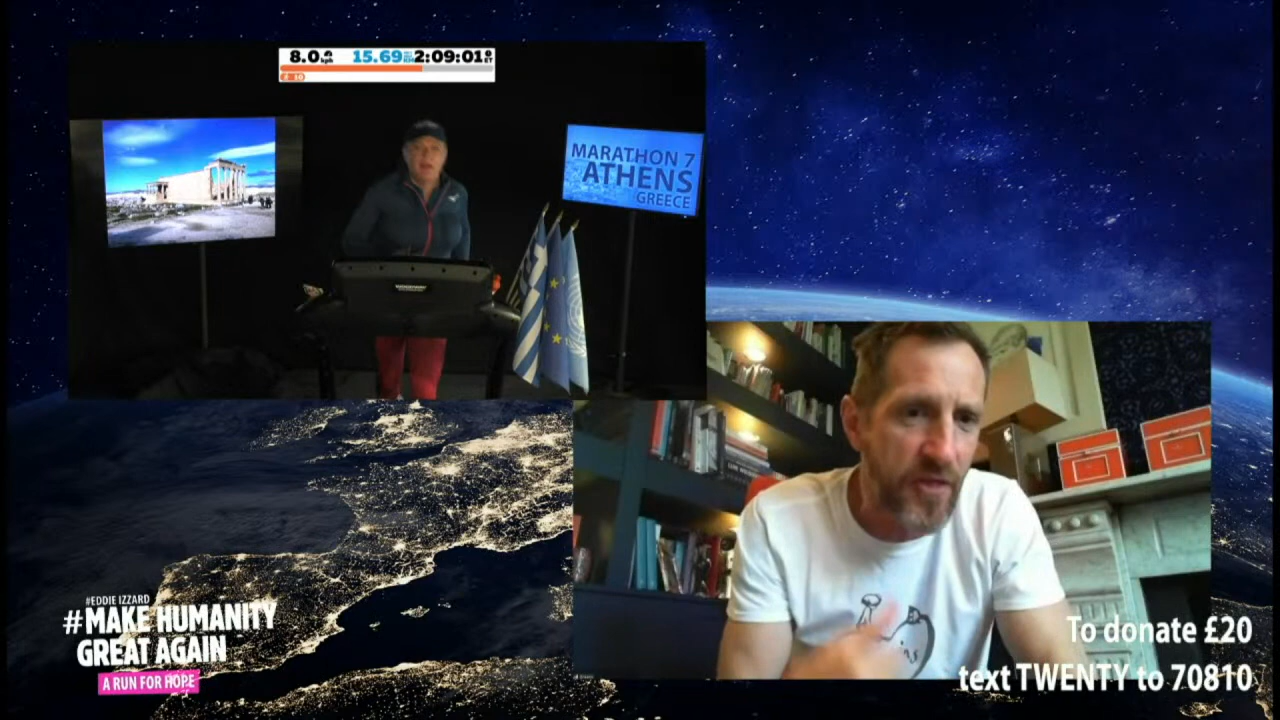 8.0 kph 15.69 2:09:01
MARATHON 7
ATHENS
GREECE
#EDDIE IZZARD
#MAKE HUMANITY
GREAT AGAIN
A RUN FOR HOPE
To donate £20
text TWENTY to 70810